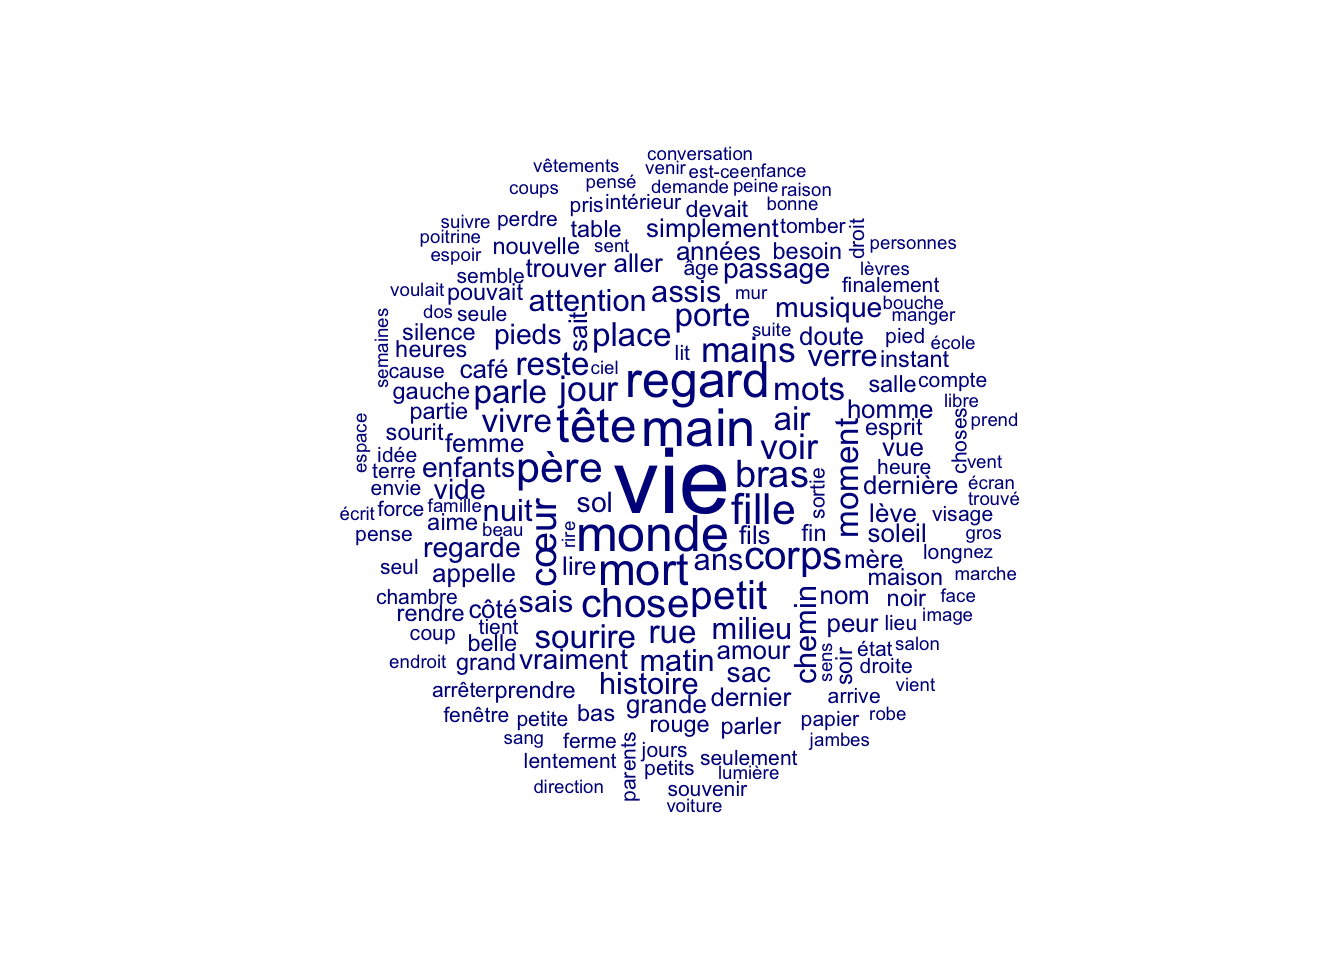 conversation
vêtements venir est-ce enfance
coups pensé demande peine raison
pris intérieur devait bonne
suivre perdre table simplement tomber droit
poitrine nouvelle sent années besoin personnes
espoir semble trouver aller âge passage lèvres
voulait pouvait attention assis mur finalement
dos seule sait porte musique bouche manger
semaines silence pieds place suite doute pied école
heures reste lit mains verre instant
cause café ciel regard salle compte
gauche parle jour mots libre
partie vivre tête main air homme choses prend
espace sourit femme voir moment esprit vue
idée terre enfants père vie bras sortie heure vent
envie vide dernière écran trouvé
écrit force famille nuit sol fille lève visage
pense aime beau cœur rire monde fils fin soleil gros
regarde mort ans corps mère long nez
seul appelle lire maison marche
chambre sais chose petit chemin nom noir face
rendre côté image
coup tient sourire rue milieu peur lieu
belle amour sens soir état salon
endroit grand vraiment matin sac droite
arrêter prendre histoire dernier arrive vient
fenêtre petite bas grande rouge parler papier robe
sang ferme parents jours jambes
lentement petits seulement lumière
direction souvenir
voiture